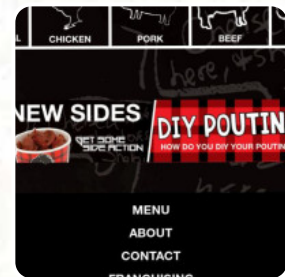 CHICKEN
PORK
BEEF
NEW SIDES
GET SOME
SIDE ACTION
DIY POUTIN
HOW DO YOU DIY YOUR POUTIN
MENU
ABOUT
CONTACT
FRANCHISING